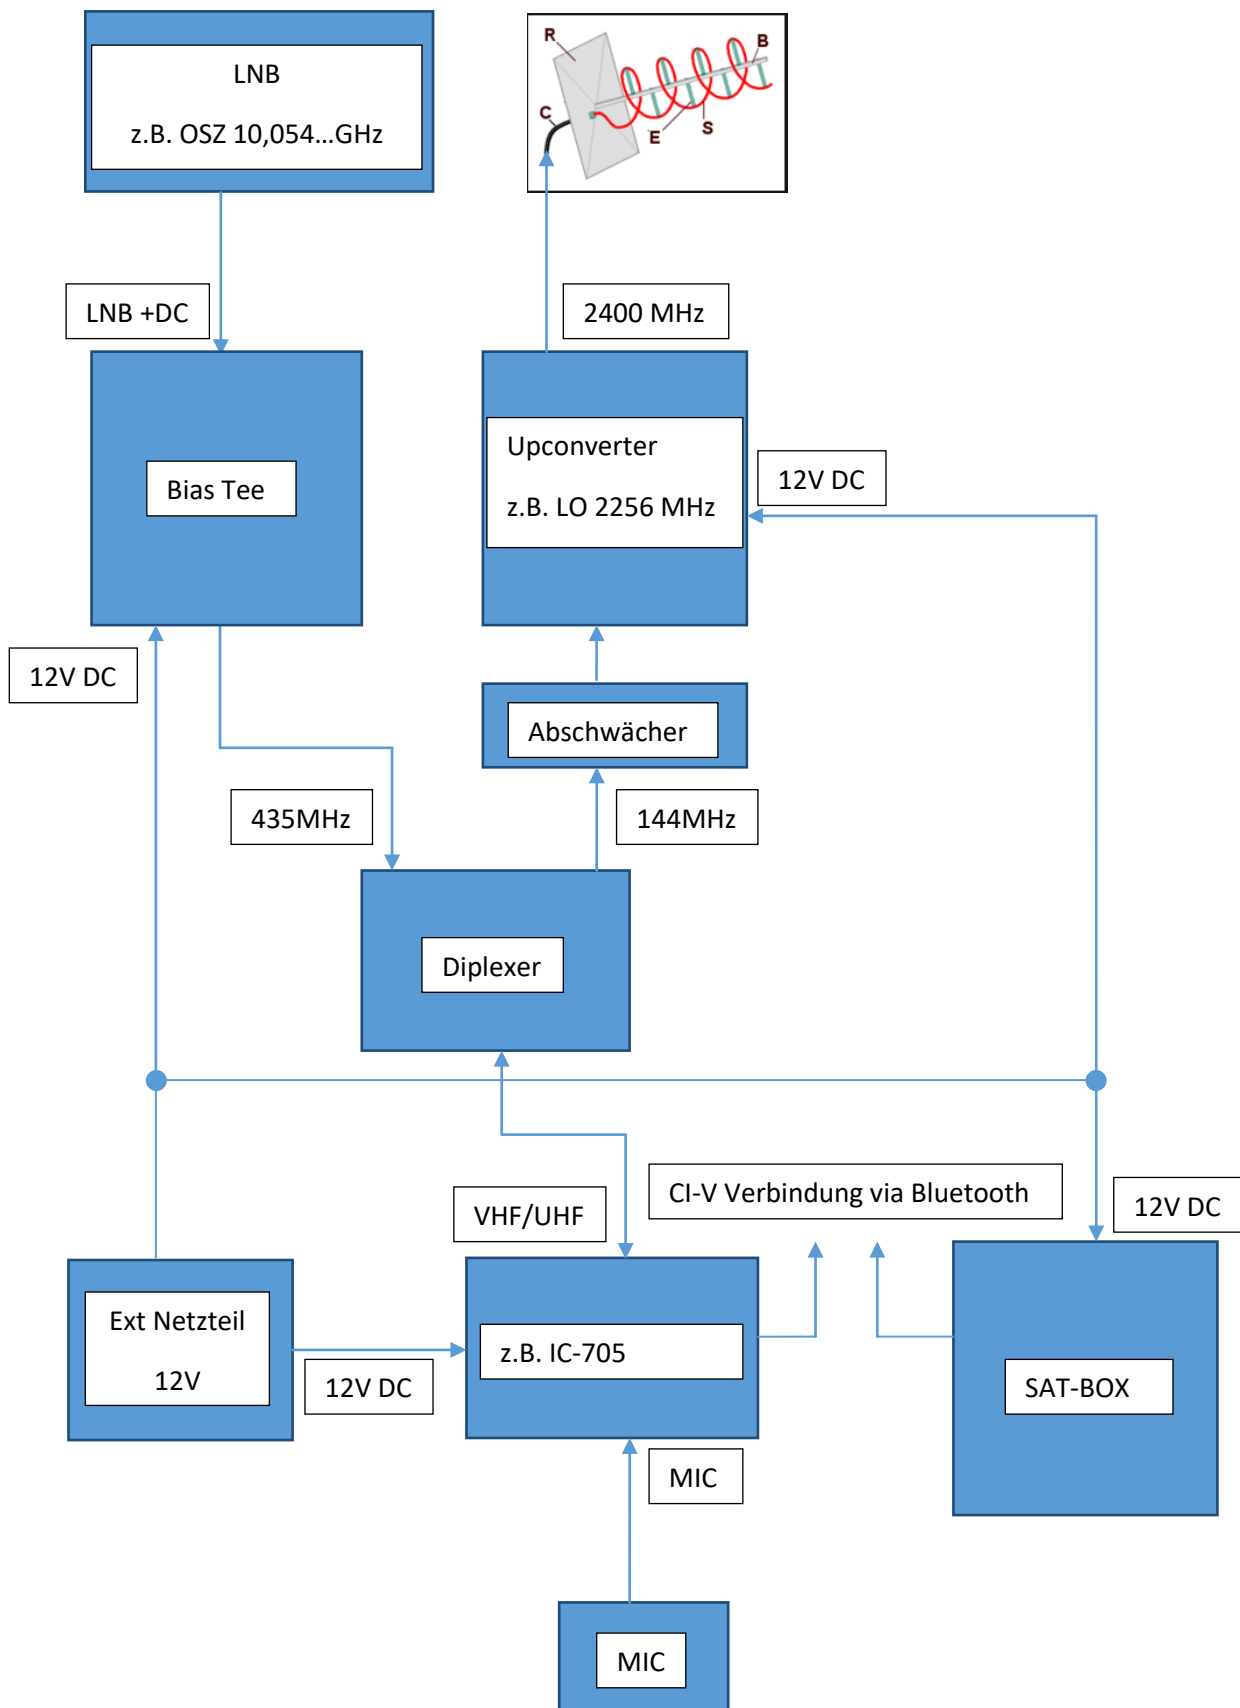 LNB
z.B. OSZ 10,054…GHz
R
B
C
E
S
LNB +DC
2400 MHz
Bias Tee
Upconverter
z.B. LO 2256 MHz
12V DC
12V DC
Abschwächer
435MHz
144MHz
Diplexer
CI-V Verbindung via Bluetooth
VHF/UHF
12V DC
Ext Netzteil
12V
12V DC
z.B. IC-705
SAT-BOX
MIC
MIC